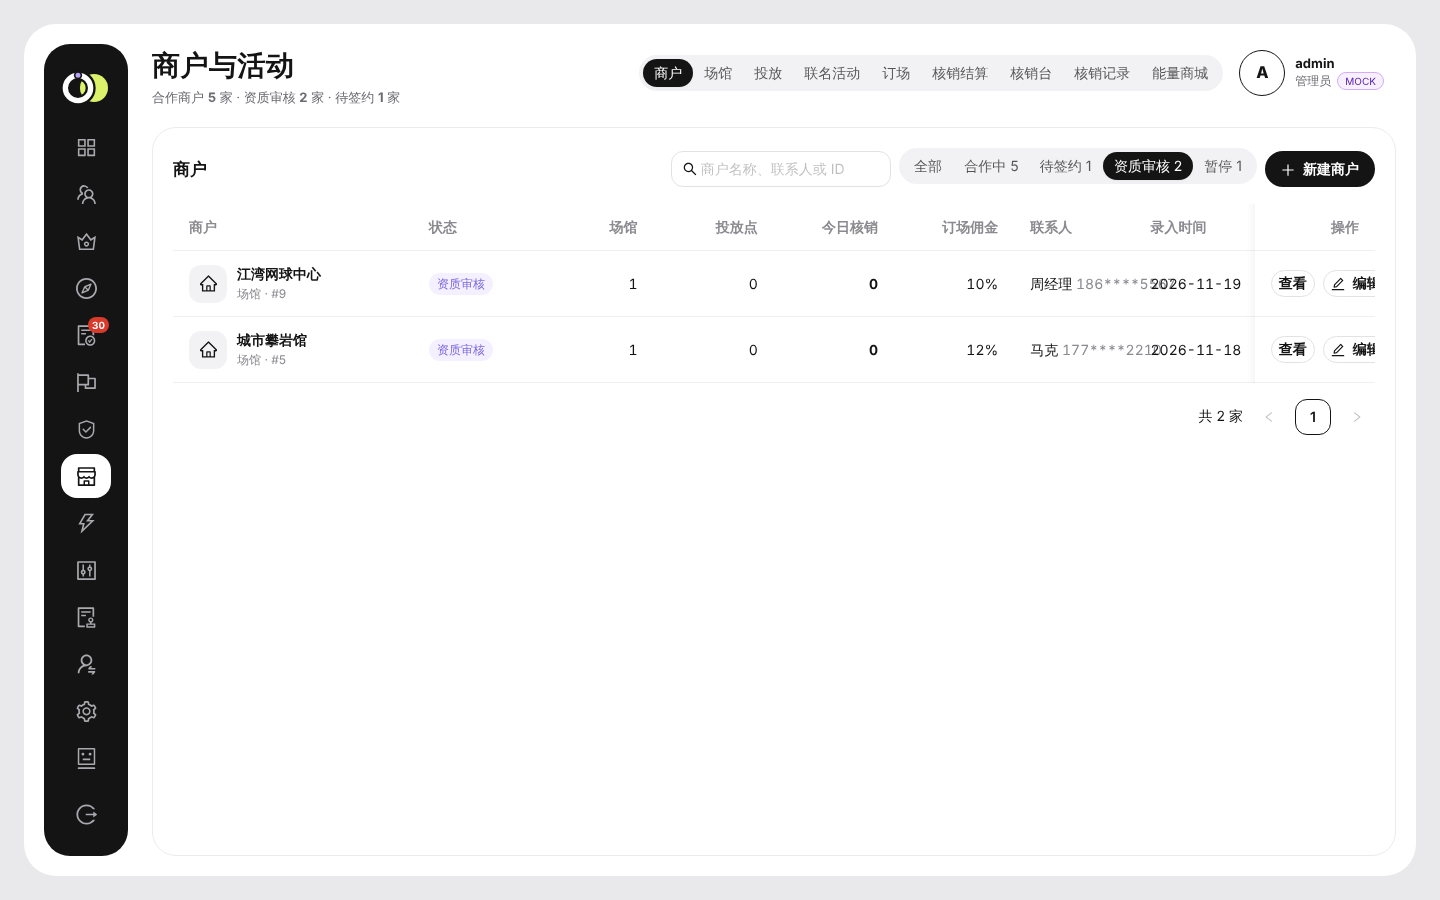 商户与活动
合作商户 5 家 · 资质审核 2 家 · 待签约 1 家
商户 场馆 投放 联名活动 订场 核销结算 核销台 核销记录 能量商城
A
admin
管理员 MOCK
30
商户
商户名称、联系人或 ID
全部 合作中 5 待签约 1 资质审核 2 暂停 1
新建商户
商户 状态 场馆 投放点 今日核销 订场佣金 联系人 录入时间 操作
江湾网球中心
场馆 · #9
资质审核 1 0 0 10% 周经理 186****5 2026-11-19 查看 编辑
城市攀岩馆
场馆 · #5
资质审核 1 0 0 12% 马克 177****221 2026-11-18 查看 编辑
共 2 家 1